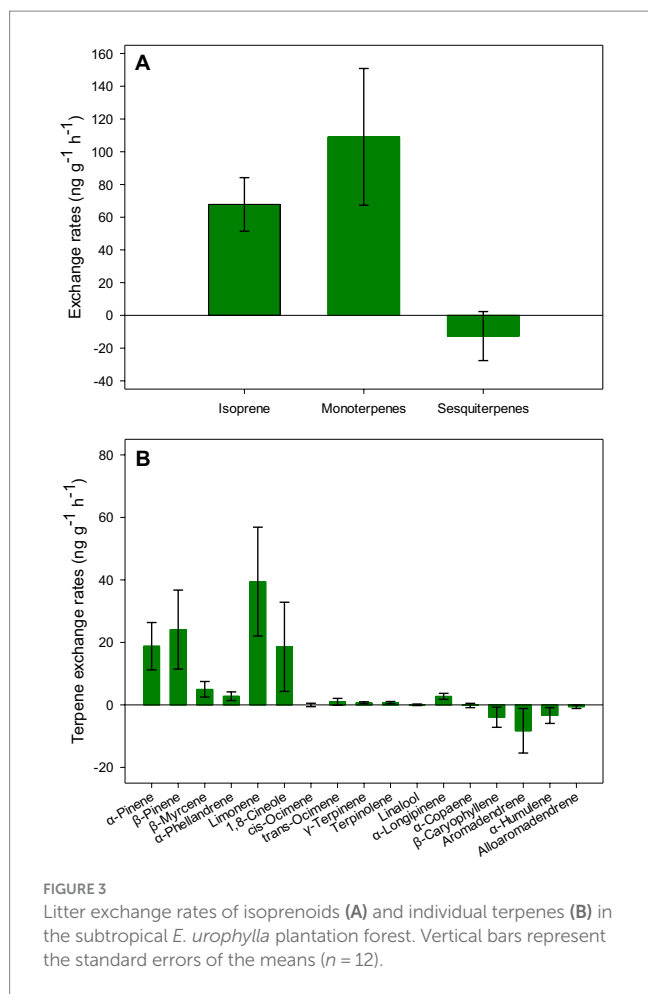 A
Exchange rates (ng g⁻¹ h⁻¹)
160
140
120
100
80
60
40
20
0
-20
-40
Isoprene Monoterpenes Sesquiterpenes
B
Terpene exchange rates (ng g⁻¹ h⁻¹)
80
60
40
20
0
-20
α-Pinene
β-Pinene
β-Myrcene
α-Phellandrene
Limonene
1,8-Cineole
cis-Ocimene
trans-Ocimene
γ-Terpinene
Terpinolene
Linalool
α-Longipinene
α-Copaene
β-Caryophyllene
Aromadendrene
α-Humulene
Alloaromadendrene
FIGURE 3
Litter exchange rates of isoprenoids (A) and individual terpenes (B) in
the subtropical E. urophylla plantation forest. Vertical bars represent
the standard errors of the means (n = 12).